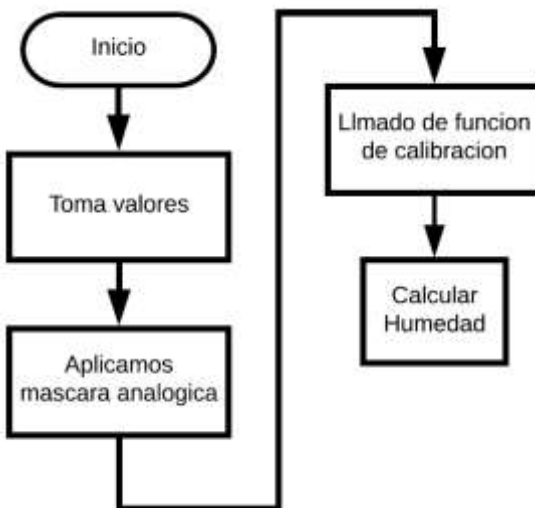 Inicio
Toma valores
Aplicamos
mascara analogica
Llmado de funcion
de calibracion
Calcular
Humedad